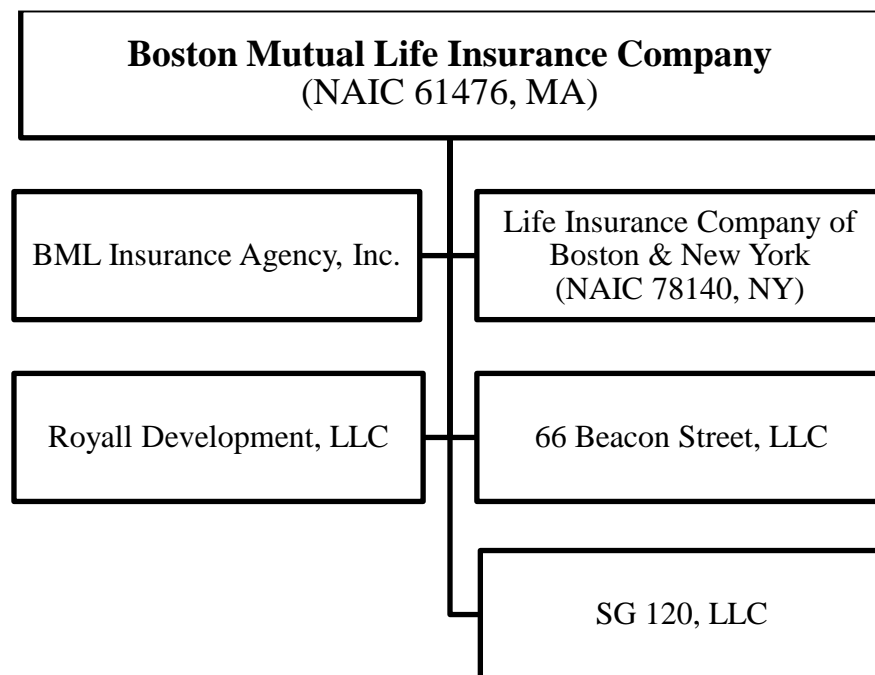 Boston Mutual Life Insurance Company
(NAIC 61476, MA)
BML Insurance Agency, Inc.
Life Insurance Company of
Boston & New York
(NAIC 78140, NY)
Royall Development, LLC
66 Beacon Street, LLC
SG 120, LLC